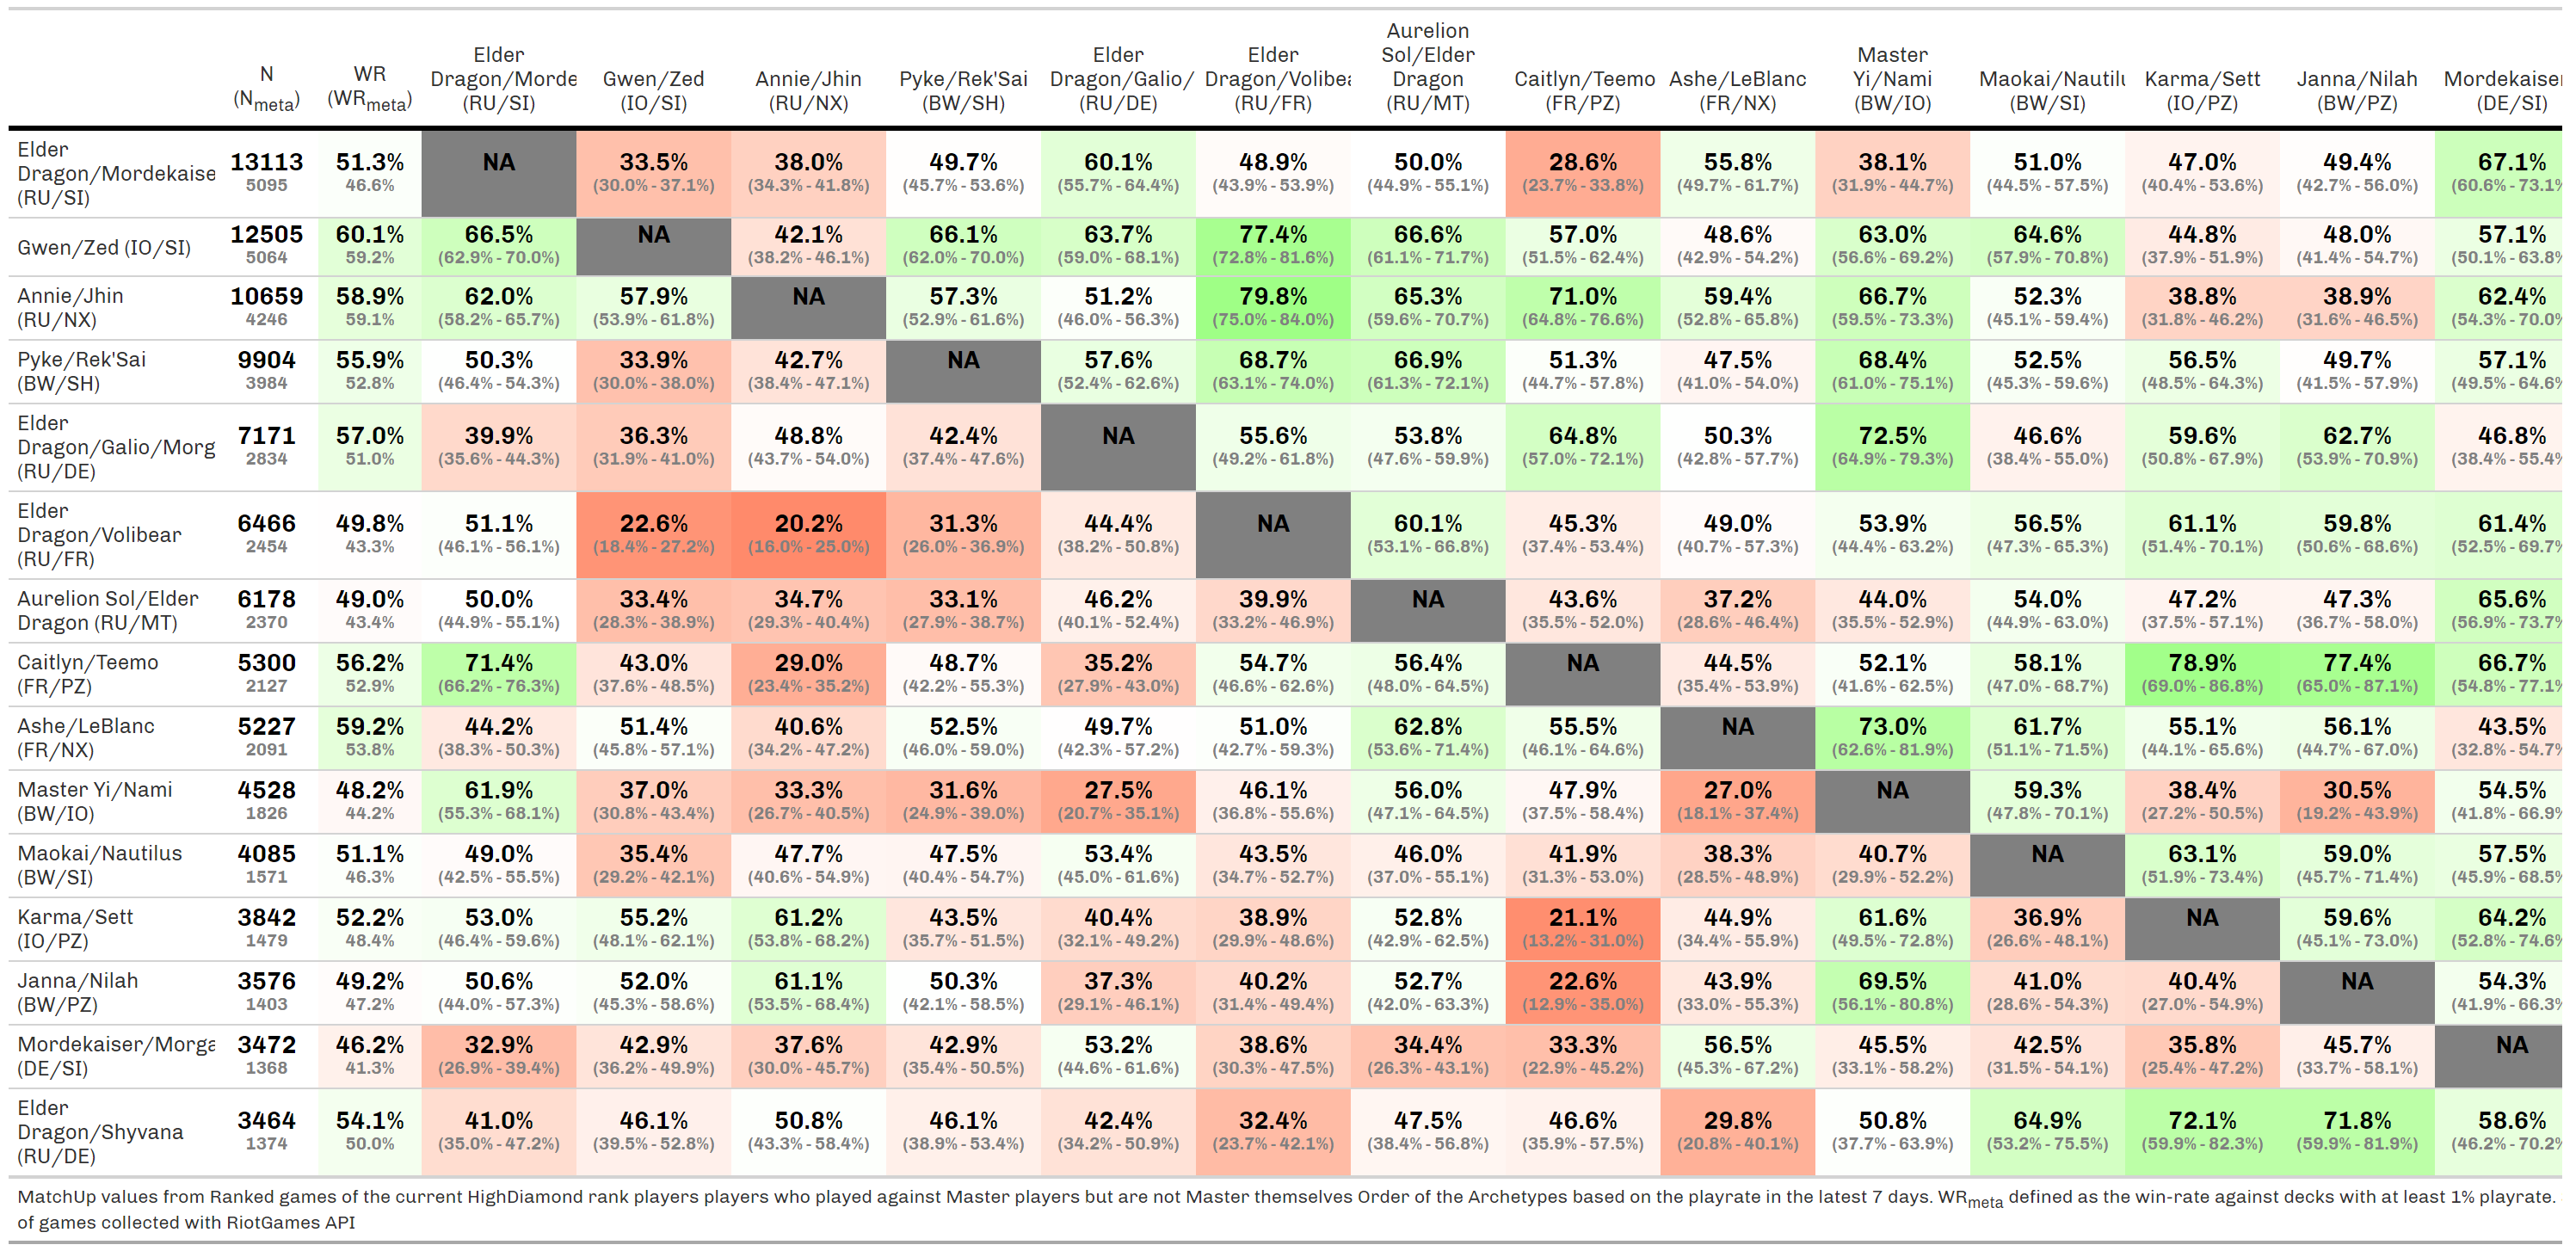 Aurelion
Elder Elder Elder Sol/Elder Master
N WR Dragon/Morde Gwen/Zed Annie/Jhin Pyke/Rek'Sai Dragon/Galio/ Dragon/Volibea Dragon Caitlyn/Teemo Ashe/LeBlanc Yi/Nami Maokai/Nautilu Karma/Sett Janna/Nilah Mordekaiser
(Nmeta) (WRmeta) (RU/SI) (IO/SI) (RU/NX) (BW/SH) (RU/DE) (RU/FR) (RU/MT) (FR/PZ) (FR/NX) (BW/IO) (BW/SI) (IO/PZ) (BW/PZ) (DE/SI)
Elder
Dragon/Mordekaise 13113 51.3% NA 33.5% 38.0% 49.7% 60.1% 48.9% 50.0% 28.6% 55.8% 38.1% 51.0% 47.0% 49.4% 67.1%
(RU/SI) 5095 46.6% (30.0% - 37.1%) (34.3% - 41.8%) (45.7% - 53.6%) (55.7% - 64.4%) (43.9% - 53.9%) (44.9% - 55.1%) (23.7% - 33.8%) (49.7% - 61.7%) (31.9% - 44.7%) (44.5% - 57.5%) (40.4% - 53.6%) (42.7% - 56.0%) (60.6% - 73.1%
Gwen/Zed (IO/SI) 12505 60.1% 66.5% NA 42.1% 66.1% 63.7% 77.4% 66.6% 57.0% 48.6% 63.0% 64.6% 44.8% 48.0% 57.1%
5064 59.2% (62.9% - 70.0%) (38.2% - 46.1%) (62.0% - 70.0%) (59.0% - 68.1%) (72.8% - 81.6%) (61.1% - 71.7%) (51.5% - 62.4%) (42.9% - 54.2%) (56.6% - 69.2%) (57.9% - 70.8%) (37.9% - 51.9%) (41.4% - 54.7%) (50.1% - 63.8%
Annie/Jhin 10659 58.9% 62.0% 57.9% NA 57.3% 51.2% 79.8% 65.3% 71.0% 59.4% 66.7% 52.3% 38.8% 38.9% 62.4%
(RU/NX) 4246 59.1% (58.2% - 65.7%) (53.9% - 61.8%) (52.9% - 61.6%) (46.0% - 56.3%) (75.0% - 84.0%) (59.6% - 70.7%) (64.8% - 76.6%) (52.8% - 65.8%) (59.5% - 73.3%) (45.1% - 59.4%) (31.8% - 46.2%) (31.6% - 46.5%) (54.3% - 70.0%
Pyke/Rek'Sai 9904 55.9% 50.3% 33.9% 42.7% NA 57.6% 68.7% 66.9% 51.3% 47.5% 68.4% 52.5% 56.5% 49.7% 57.1%
(BW/SH) 3984 52.8% (46.4% - 54.3%) (30.0% - 38.0%) (38.4% - 47.1%) (52.4% - 62.6%) (63.1% - 74.0%) (61.3% - 72.1%) (44.7% - 57.8%) (41.0% - 54.0%) (61.0% - 75.1%) (45.3% - 59.6%) (48.5% - 64.3%) (41.5% - 57.9%) (49.5% - 64.6%
Elder
Dragon/Galio/Morg 7171 57.0% 39.9% 36.3% 48.8% 42.4% NA 55.6% 53.8% 64.8% 50.3% 72.5% 46.6% 59.6% 62.7% 46.8%
(RU/DE) 2834 51.0% (35.6% - 44.3%) (31.9% - 41.0%) (43.7% - 54.0%) (37.4% - 47.6%) (49.2% - 61.8%) (47.6% - 59.9%) (57.0% - 72.1%) (42.8% - 57.7%) (64.9% - 79.3%) (38.4% - 55.0%) (50.8% - 67.9%) (53.9% - 70.9%) (38.4% - 55.4%
Elder
Dragon/Volibear 6466 49.8% 51.1% 22.6% 20.2% 31.3% 44.4% NA 60.1% 45.3% 49.0% 53.9% 56.5% 61.1% 59.8% 61.4%
(RU/FR) 2454 43.3% (46.1% - 56.1%) (18.4% - 27.2%) (16.0% - 25.0%) (26.0% - 36.9%) (38.2% - 50.8%) (53.1% - 66.8%) (37.4% - 53.4%) (40.7% - 57.3%) (44.4% - 63.2%) (47.3% - 65.3%) (51.4% - 70.1%) (50.6% - 68.6%) (52.5% - 69.7%
Aurelion Sol/Elder 6178 49.0% 50.0% 33.4% 34.7% 33.1% 46.2% 39.9% NA 43.6% 37.2% 44.0% 54.0% 47.2% 47.3% 65.6%
Dragon (RU/MT) 2370 43.4% (44.9% - 55.1%) (28.3% - 38.9%) (29.3% - 40.4%) (27.9% - 38.7%) (40.1% - 52.4%) (33.2% - 46.9%) (35.5% - 52.0%) (28.6% - 46.4%) (35.5% - 52.9%) (44.9% - 63.0%) (37.5% - 57.1%) (36.7% - 58.0%) (56.9% - 73.7%
Caitlyn/Teemo 5300 56.2% 71.4% 43.0% 29.0% 48.7% 35.2% 54.7% 56.4% NA 44.5% 52.1% 58.1% 78.9% 77.4% 66.7%
(FR/PZ) 2127 52.9% (66.2% - 76.3%) (37.6% - 48.5%) (23.4% - 35.2%) (42.2% - 55.3%) (27.9% - 43.0%) (46.6% - 62.6%) (48.0% - 64.5%) (35.4% - 53.9%) (41.6% - 62.5%) (47.0% - 68.7%) (69.0% - 86.8%) (65.0% - 87.1%) (54.8% - 77.1%
Ashe/LeBlanc 5227 59.2% 44.2% 51.4% 40.6% 52.5% 49.7% 51.0% 62.8% 55.5% NA 73.0% 61.7% 55.1% 56.1% 43.5%
(FR/NX) 2091 53.8% (38.3% - 50.3%) (45.8% - 57.1%) (34.2% - 47.2%) (46.0% - 59.0%) (42.3% - 57.2%) (42.7% - 59.3%) (53.6% - 71.4%) (46.1% - 64.6%) (62.6% - 81.9%) (51.1% - 71.5%) (44.1% - 65.6%) (44.7% - 67.0%) (32.8% - 54.7%
Master Yi/Nami 4528 48.2% 61.9% 37.0% 33.3% 31.6% 27.5% 46.1% 56.0% 47.9% 27.0% NA 59.3% 38.4% 30.5% 54.5%
(BW/IO) 1826 44.2% (55.3% - 68.1%) (30.8% - 43.4%) (26.7% - 40.5%) (24.9% - 39.0%) (20.7% - 35.1%) (36.8% - 55.6%) (47.1% - 64.5%) (37.5% - 58.4%) (18.1% - 37.4%) (47.8% - 70.1%) (27.2% - 50.5%) (19.2% - 43.9%) (41.8% - 66.9%
Maokai/Nautilus 4085 51.1% 49.0% 35.4% 47.7% 47.5% 53.4% 43.5% 46.0% 41.9% 38.3% 40.7% NA 63.1% 59.0% 57.5%
(BW/SI) 1571 46.3% (42.5% - 55.5%) (29.2% - 42.1%) (40.6% - 54.9%) (40.4% - 54.7%) (45.0% - 61.6%) (34.7% - 52.7%) (37.0% - 55.1%) (31.3% - 53.0%) (28.5% - 48.9%) (29.9% - 52.2%) (51.9% - 73.4%) (45.7% - 71.4%) (45.9% - 68.5%
Karma/Sett 3842 52.2% 53.0% 55.2% 61.2% 43.5% 40.4% 38.9% 52.8% 21.1% 44.9% 61.6% 36.9% NA 59.6% 64.2%
(IO/PZ) 1479 48.4% (46.4% - 59.6%) (48.1% - 62.1%) (53.8% - 68.2%) (35.7% - 51.5%) (32.1% - 49.2%) (29.9% - 48.6%) (42.9% - 62.5%) (13.2% - 31.0%) (34.4% - 55.9%) (49.5% - 72.8%) (26.6% - 48.1%) (45.1% - 73.0%) (52.8% - 74.6%
Janna/Nilah 3576 49.2% 50.6% 52.0% 61.1% 50.3% 37.3% 40.2% 52.7% 22.6% 43.9% 69.5% 41.0% 40.4% NA 54.3%
(BW/PZ) 1403 47.2% (44.0% - 57.3%) (45.3% - 58.6%) (53.5% - 68.4%) (42.1% - 58.5%) (29.1% - 46.1%) (31.4% - 49.4%) (42.0% - 63.3%) (12.9% - 35.0%) (33.0% - 55.3%) (56.1% - 80.8%) (28.6% - 54.3%) (27.0% - 54.9%) (41.9% - 66.3%
Mordekaiser/Morga 3472 46.2% 32.9% 42.9% 37.6% 42.9% 53.2% 38.6% 34.4% 33.3% 56.5% 45.5% 42.5% 35.8% 45.7% NA
(DE/SI) 1368 41.3% (26.9% - 39.4%) (36.2% - 49.9%) (30.0% - 45.7%) (35.4% - 50.5%) (44.6% - 61.6%) (30.3% - 47.5%) (26.3% - 43.1%) (22.9% - 45.2%) (45.3% - 67.2%) (33.1% - 58.2%) (31.5% - 54.1%) (25.4% - 47.2%) (33.7% - 58.1%)
Elder
Dragon/Shyvana 3464 54.1% 41.0% 46.1% 50.8% 46.1% 42.4% 32.4% 47.5% 46.6% 29.8% 50.8% 64.9% 72.1% 71.8% 58.6%
(RU/DE) 1374 50.0% (35.0% - 47.2%) (39.5% - 52.8%) (43.3% - 58.4%) (38.9% - 53.4%) (34.2% - 50.9%) (23.7% - 42.1%) (38.4% - 56.8%) (35.9% - 57.5%) (20.8% - 40.1%) (37.7% - 63.9%) (53.2% - 75.5%) (59.9% - 82.3%) (59.9% - 81.9%) (46.2% - 70.2%
MatchUp values from Ranked games of the current HighDiamond rank players players who played against Master players but are not Master themselves Order of the Archetypes based on the playrate in the latest 7 days. WRmeta defined as the win-rate against decks with at least 1% playrate.
of games collected with RiotGames API